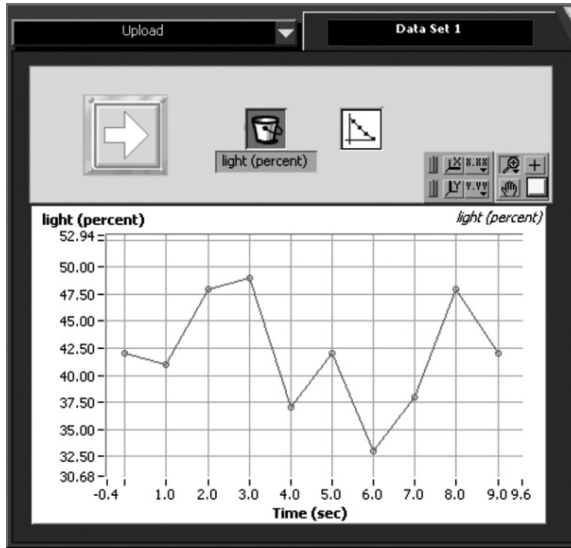 Upload
Data Set 1
light (percent)
light (percent)
light (percent)
52.94
50.00
47.50
45.00
42.50
40.00
37.50
35.00
32.50
30.68
-0.4 1.0 2.0 3.0 4.0 5.0 6.0 7.0 8.0 9.0 9.6
Time (sec)